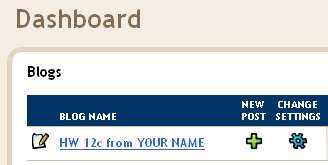 Dashboard
Blogs
BLOG NAME NEW POST CHANGE SETTINGS
HW 12c from YOUR NAME